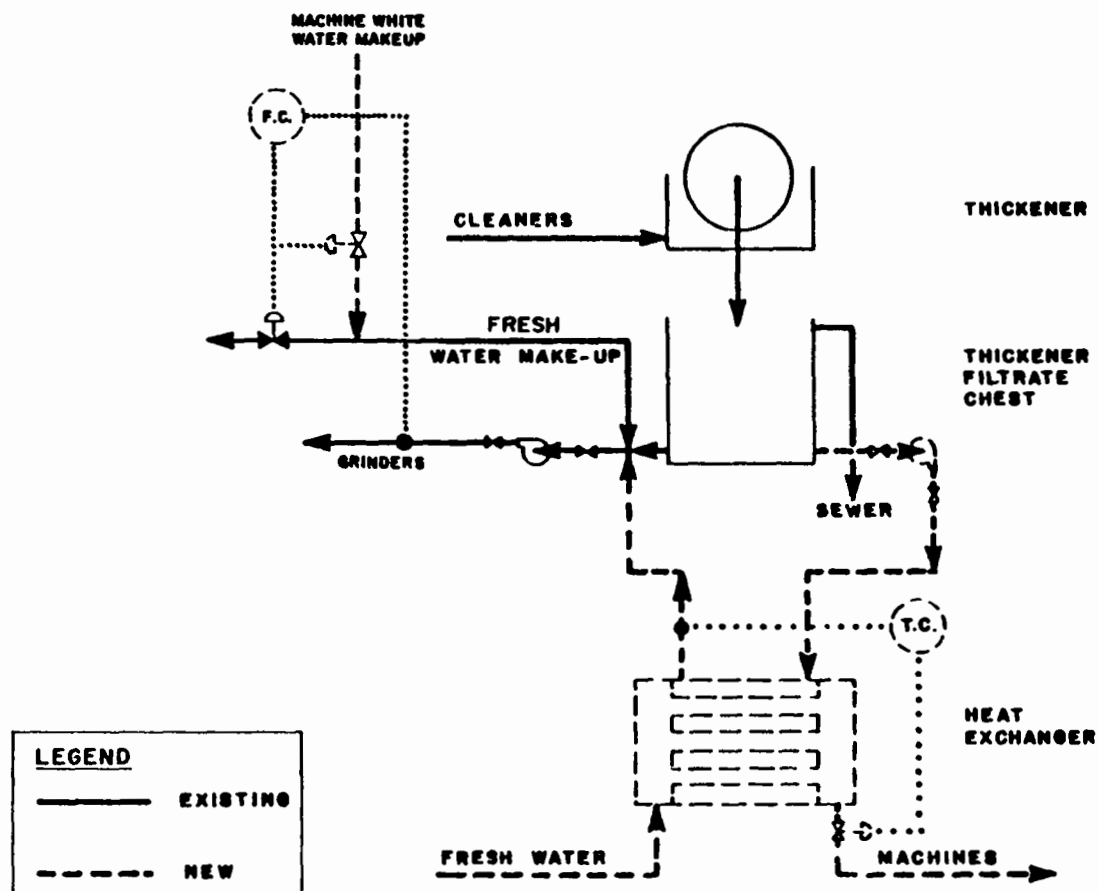 MACHINE WHITE
WATER MAKEUP
F.C.
CLEANERS
THICKENER
FRESH
WATER MAKE-UP
THICKENER
FILTRATE
CHEST
GRINDERS
SEWER
T.C.
HEAT
EXCHANGER
LEGEND
EXISTING
NEW
FRESH WATER
MACHINES